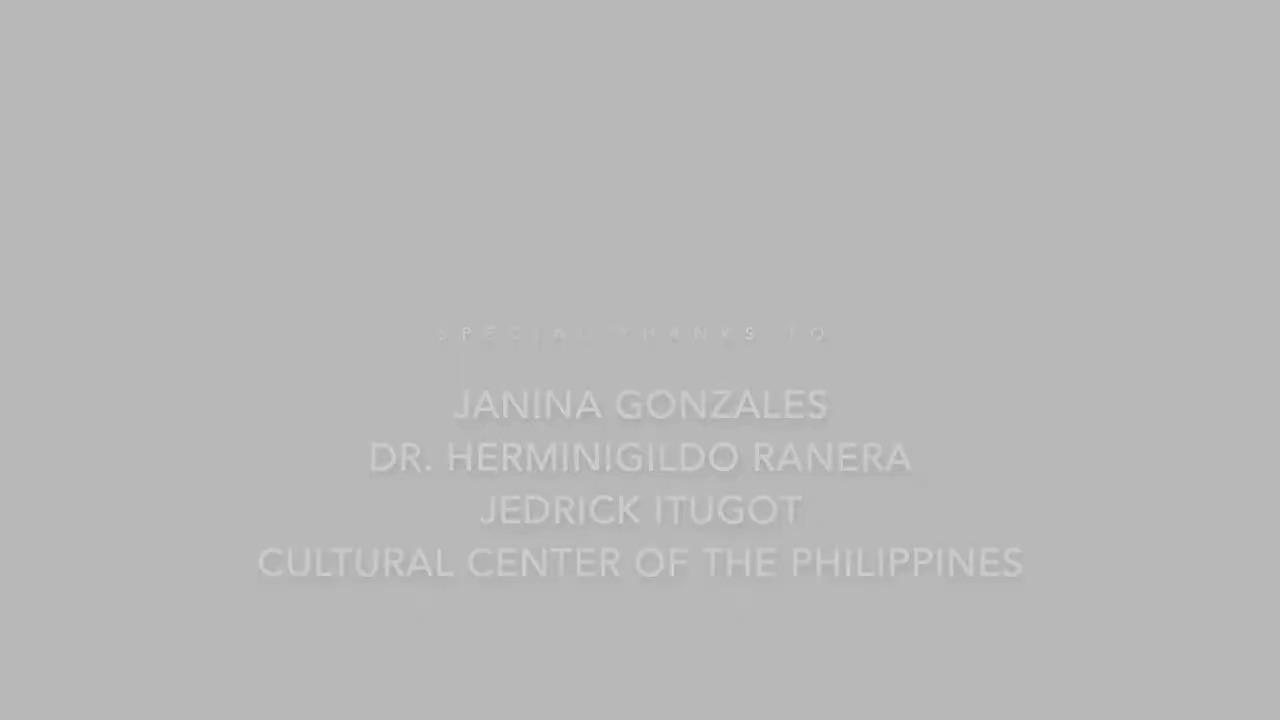 SPECIAL THANKS TO
JANINA GONZALES
DR. HERMINIGILDO RANERA
JEDRICK ITUGOT
CULTURAL CENTER OF THE PHILIPPINES